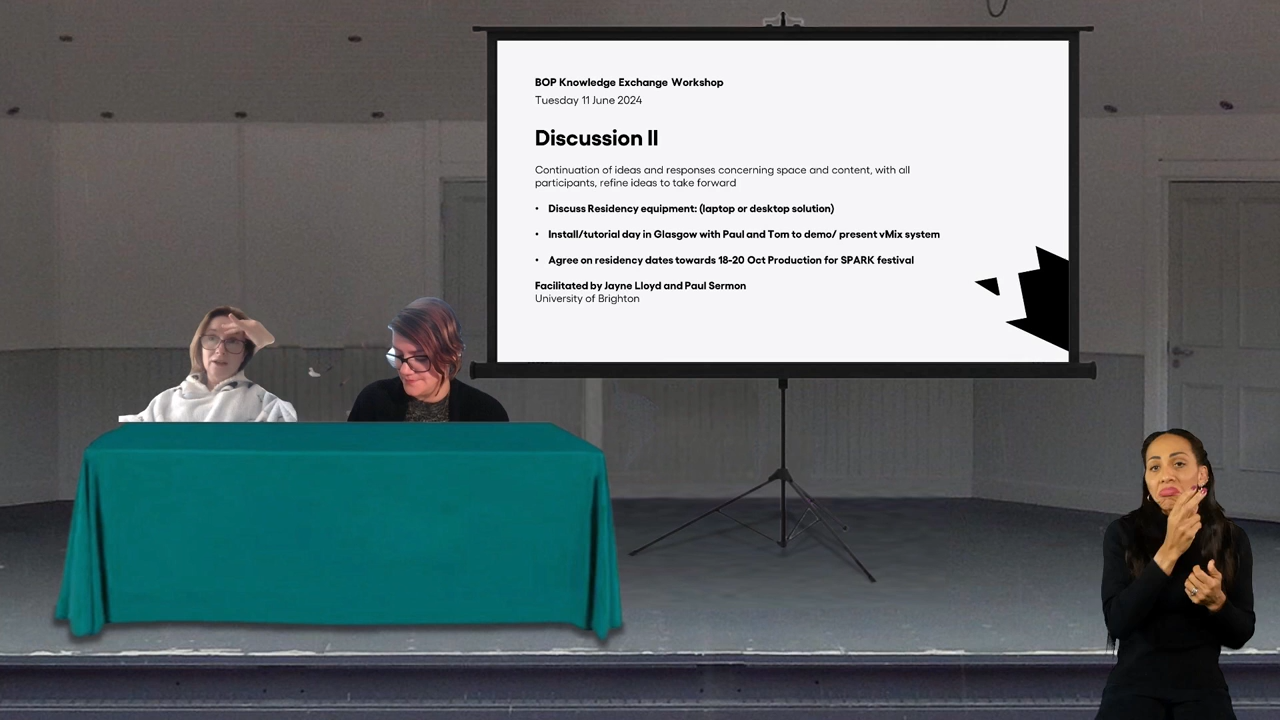 BOP Knowledge Exchange Workshop
Tuesday 11 June 2024
Discussion II
Continuation of ideas and responses concerning space and content, with all
participants, refine ideas to take forward
• Discuss Residency equipment: (laptop or desktop solution)
• Install/tutorial day in Glasgow with Paul and Tom to demo/ present vMix system
• Agree on residency dates towards 18-20 Oct Production for SPARK festival
Facilitated by Jayne Lloyd and Paul Sermon
University of Brighton